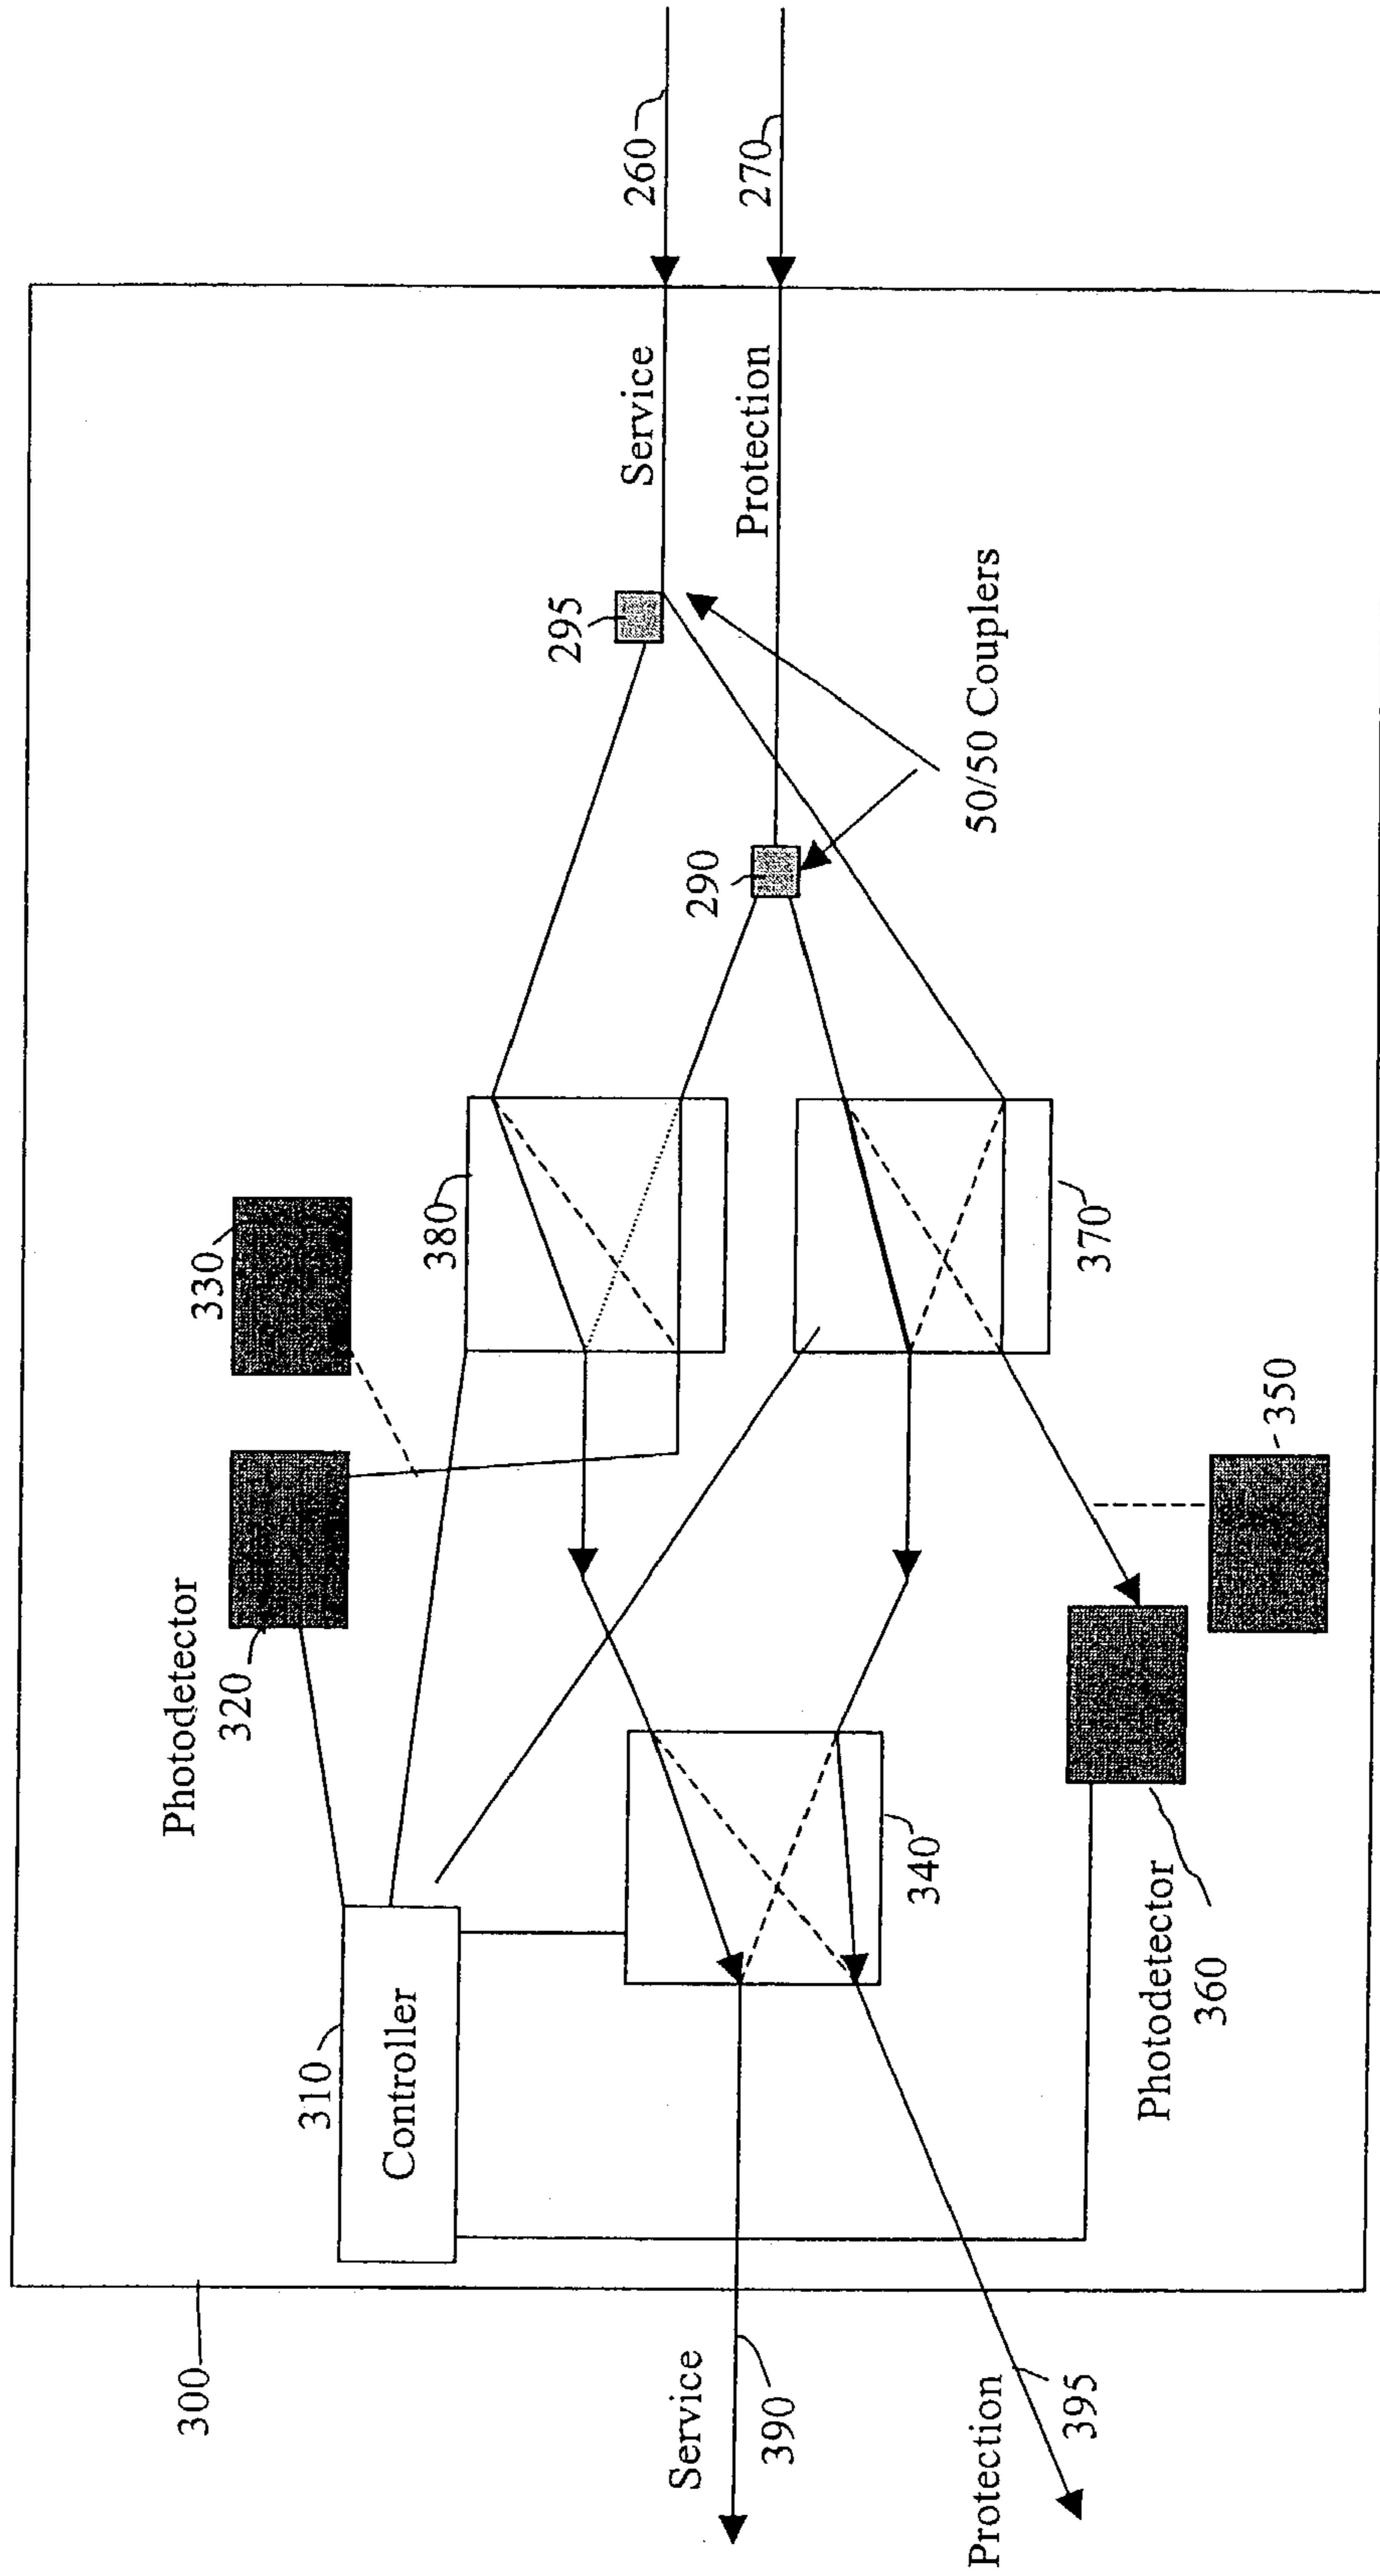 300
310
Controller
Photodetector
320
330
380
295
Service
260
Protection
270
290
50/50 Couplers
370
350
340
Photodetector
360
Service
390
Protection
395